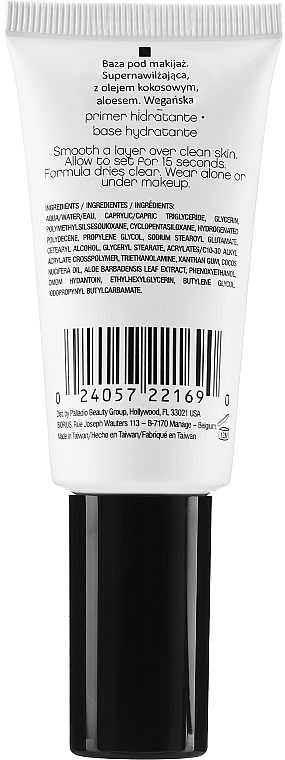 Baza pod makijaż.
Supernawilżająca,
z olejem kokosowym,
aloesem. Wegańska
primer hidratante •
base hydratante
Smooth a layer over clean skin.
Allow to set for 15 seconds.
Formula dries clear. Wear alone or
under makeup.
INGREDIENTS / INGREDIENTES / INGRÉDIENTS:
AQUA/WATER/EAU, CAPRYLIC/CAPRIC TRIGLYCERIDE, GLYCERIN,
POLYMETHYLSILSESQUIOXANE, CYCLOPENTASILOXANE, HYDROGENATED
POLYDECENE, PROPYLENE GLYCOL, SODIUM STEAROYL GLUTAMATE,
CETEARYL ALCOHOL, GLYCERYL STEARATE, ACRYLATES/C10-30 ALKYL
ACRYLATE CROSSPOLYMER, TRIETHANOLAMINE, XANTHAN GUM, COCOS
NUCIFERA OIL, ALOE BARBADENSIS LEAF EXTRACT, PHENOXYETHANOL,
DMDM HYDANTOIN, ETHYLHEXYLGLYCERIN, BUTYLENE GLYCOL,
IODOPROPYNYL BUTYLCARBAMATE.
0 24057 22169 0
Dist. by Palladio Beauty Group, Hollywood, FL 33021 USA
BORIUS, Rue Joseph Wauters 113 – B-7170 Manage – Belgium.
Made in Taiwan/Hecho en Taiwán/Fabriqué en Taiwan
12M